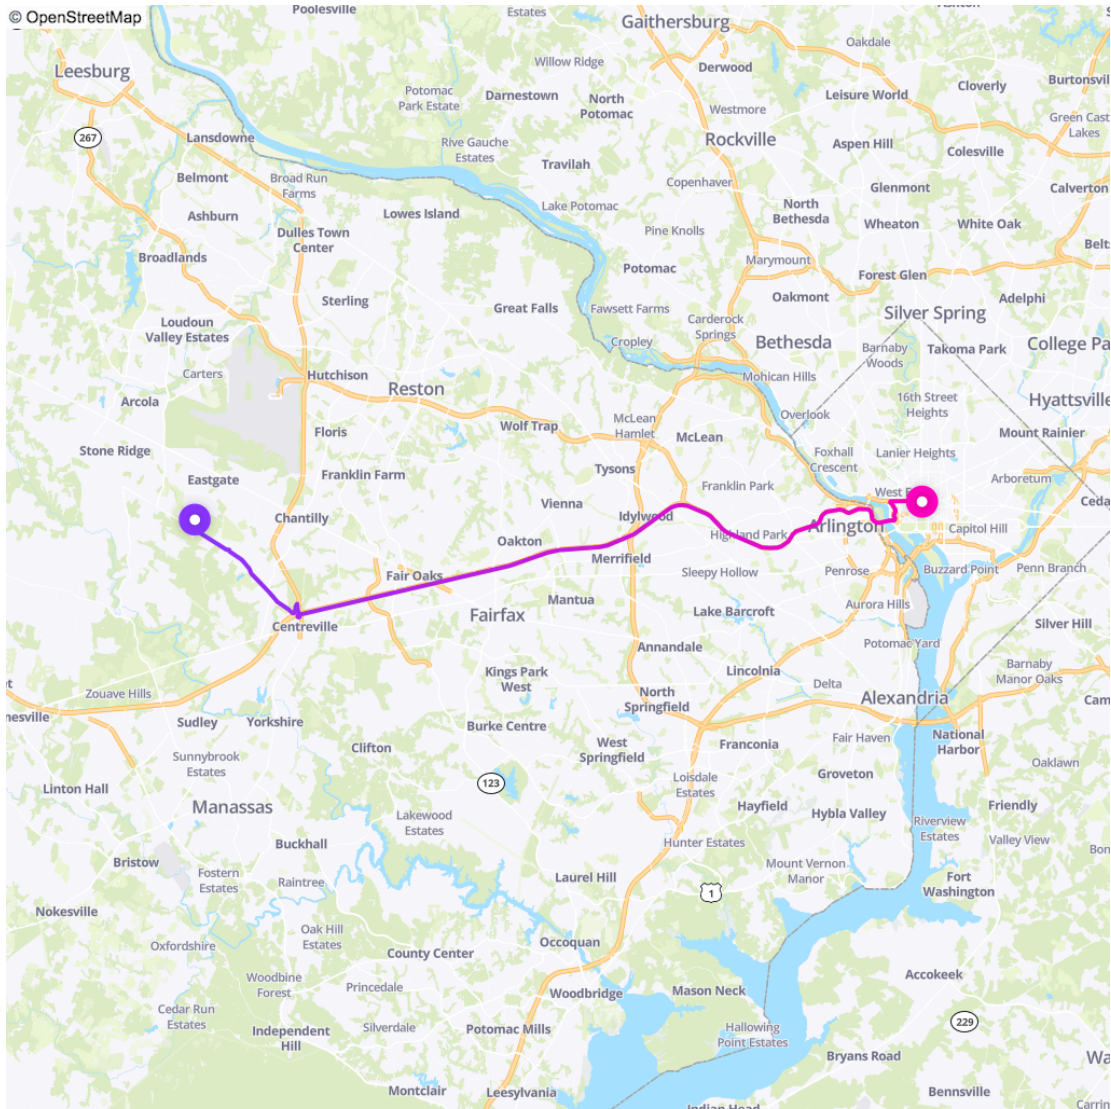 © OpenStreetMap
Poolesville
Estates
Gaithersburg
Oakdale
Leesburg
Willow Ridge
Derwood
Cloverly
Burtonsvil
Potomac
Park Estate
Darnestown
North
Potomac
Leisure World
Westmore
Green Cast
Lakes
267
Lansdowne
Rive Gauche
Estates
Rockville
Aspen Hill
Colesville
Travilah
Belmont
Broad Run
Farms
Copenhaver
Glenmont
Calverton
Ashburn
Lowes Island
Lake Potomac
North
Bethesda
Wheaton
White Oak
Dulles Town
Center
Pine Knolls
Belts
Broadlands
Potomac
Marymount
Forest Glen
Sterling
Great Falls
Fawsett Farms
Oakmont
Adelphi
Loudoun
Valley Estates
Carderock
Springs
Silver Spring
Cropley
Bethesda
Barnaby
Woods
Takoma Park
College Pa
Carters
Hutchison
Reston
Mohican Hills
16th Street
Heights
Hyattsville
Arcola
McLean
Hamlet
Overlook
Floris
Wolf Trap
McLean
Mount Rainier
Stone Ridge
Foxhall
Crescent
Lanier Heights
Eastgate
Franklin Farm
Tysons
Franklin Park
Arboretum
Vienna
West E
Ceda
Chantilly
Idylwood
Arlington
Capitol Hill
Oakton
Highland Park
Merrifield
Fair Oaks
Sleepy Hollow
Penrose
Buzzard Point
Penn Branch
Mantua
Aurora Hills
Centreville
Fairfax
Lake Barcroft
Silver Hill
Annandale
Potomac Yard
Kings Park
West
Lincolnia
Barnaby
Manor Oaks
Zouave Hills
Delta
Alexandria
Cam
nesville
Sudley
Yorkshire
North
Springfield
Burke Centre
Fair Haven
National
Harbor
Clifton
West
Springfield
Franconia
Sunnybrook
Estates
Oaklawn
123
Loisdale
Estates
Groveton
Linton Hall
Manassas
Lakewood
Estates
Hayfield
Hybla Valley
Friendly
Riverview
Estates
Buckhall
Hunter Estates
Valley View
Bon
Bristow
Fostern
Estates
Raintree
Laurel Hill
Mount Vernon
Manor
Fort
Washington
1
Nokesville
Oak Hill
Estates
Oxfordshire
County Center
Occoquan
Accokeek
Woodbine
Forest
Princedale
Woodbridge
Mason Neck
Cedar Run
Estates
Independent
Hill
Silverdale
Potomac Mills
Hallowing
Point Estates
229
Bryans Road
Wa
Montclair
Leesylvania
Bennsville
Indian Head
Carrin